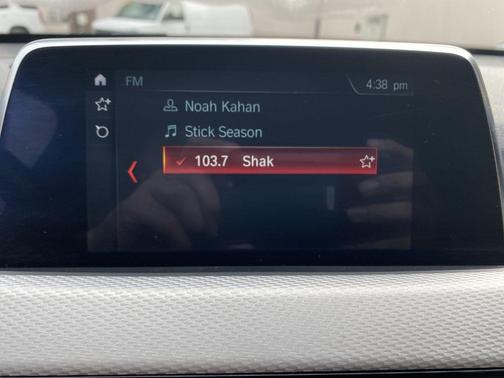 FM 4:38 pm
Noah Kahan
Stick Season
103.7 Shak